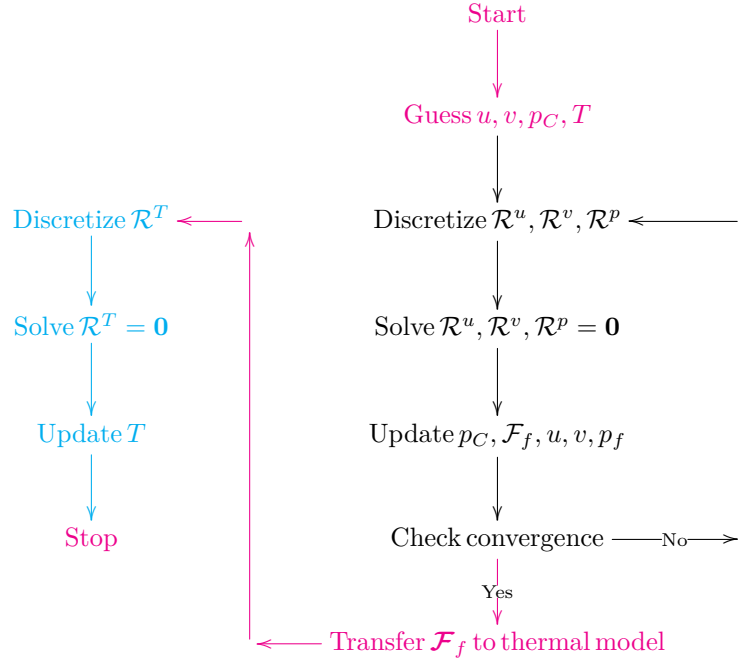 Start
Guess u, v, p_C, T
Discretize 𝓡^T
Discretize 𝓡^u, 𝓡^v, 𝓡^p
Solve 𝓡^T = 𝟎
Solve 𝓡^u, 𝓡^v, 𝓡^p = 𝟎
Update T
Update p_C, 𝓕_f, u, v, p_f
Stop
Check convergence
No
Yes
Transfer 𝓕_f to thermal model